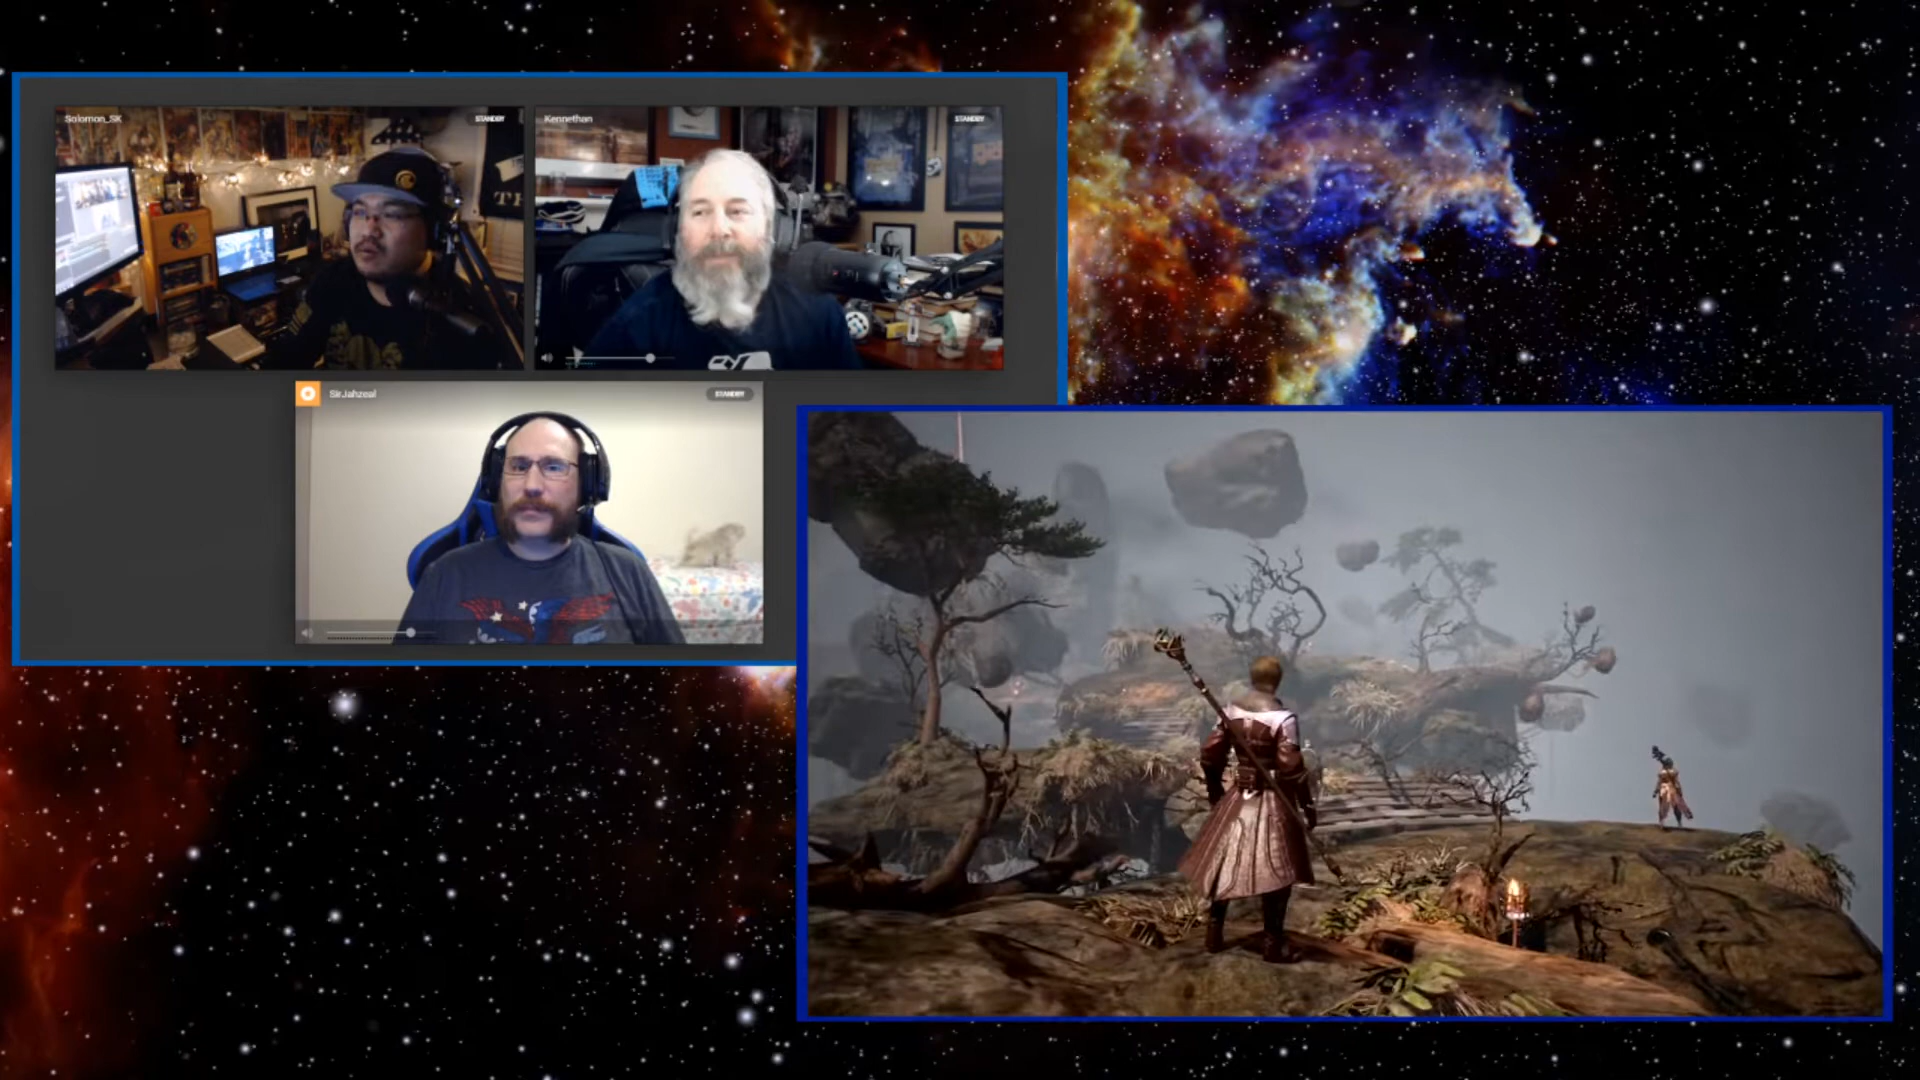 Solomon_SK
STANDBY
Kennethan
STANDBY
SirJahzeal
STANDBY